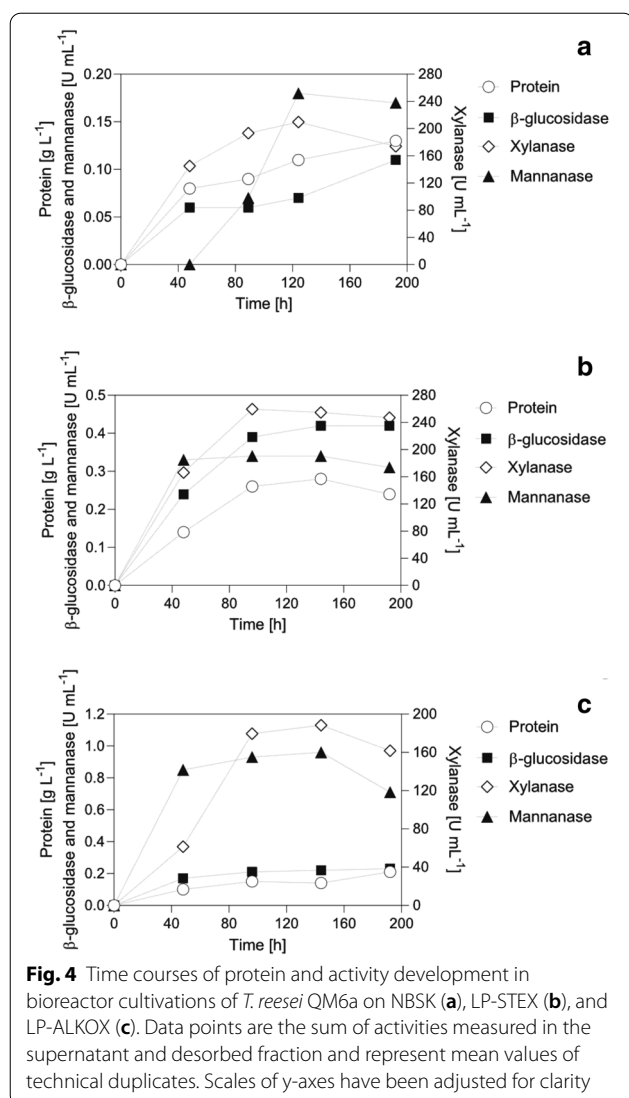 a
Protein [g L-1]
β-glucosidase and mannanase [U mL-1]
0.20
0.15
0.10
0.05
0.00
280
240
200
160
120
80
40
0
Xylanase [U mL-1]
0 40 80 120 160 200
Time [h]
Protein
β-glucosidase
Xylanase
Mannanase
b
Protein [g L-1]
β-glucosidase and mannanase [U mL-1]
0.5
0.4
0.3
0.2
0.1
0.0
280
240
200
160
120
80
40
0
Xylanase [U mL-1]
0 40 80 120 160 200
Time [h]
Protein
β-glucosidase
Xylanase
Mannanase
c
Protein [g L-1]
β-glucosidase and mannanase [U mL-1]
1.2
1.0
0.8
0.6
0.4
0.2
0.0
200
160
120
80
40
0
Xylanase [U mL-1]
0 40 80 120 160 200
Time [h]
Protein
β-glucosidase
Xylanase
Mannanase
Fig. 4 Time courses of protein and activity development in
bioreactor cultivations of T. reesei QM6a on NBSK (a), LP-STEX (b), and
LP-ALKOX (c). Data points are the sum of activities measured in the
supernatant and desorbed fraction and represent mean values of
technical duplicates. Scales of y-axes have been adjusted for clarity